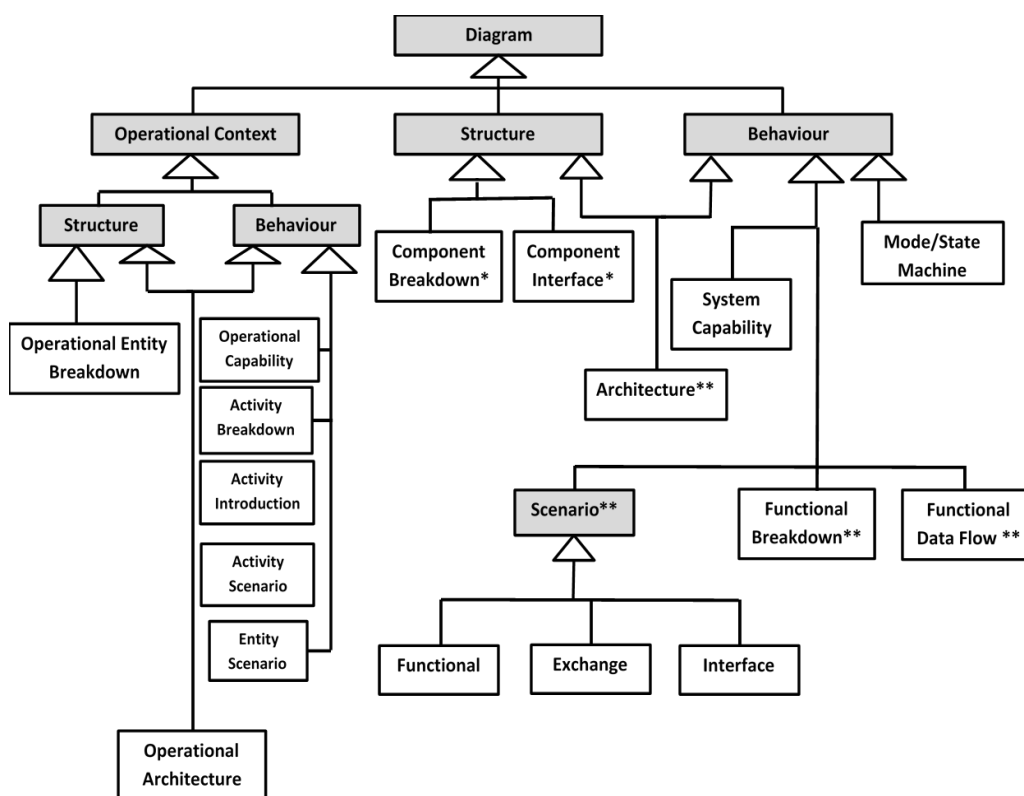 Diagram
Operational Context
Structure
Behaviour
Structure
Behaviour
Component
Breakdown*
Component
Interface*
Mode/State
Machine
System
Capability
Operational Entity
Breakdown
Operational
Capability
Architecture**
Activity
Breakdown
Activity
Introduction
Scenario**
Functional
Breakdown**
Functional
Data Flow **
Activity
Scenario
Entity
Scenario
Functional
Exchange
Interface
Operational
Architecture